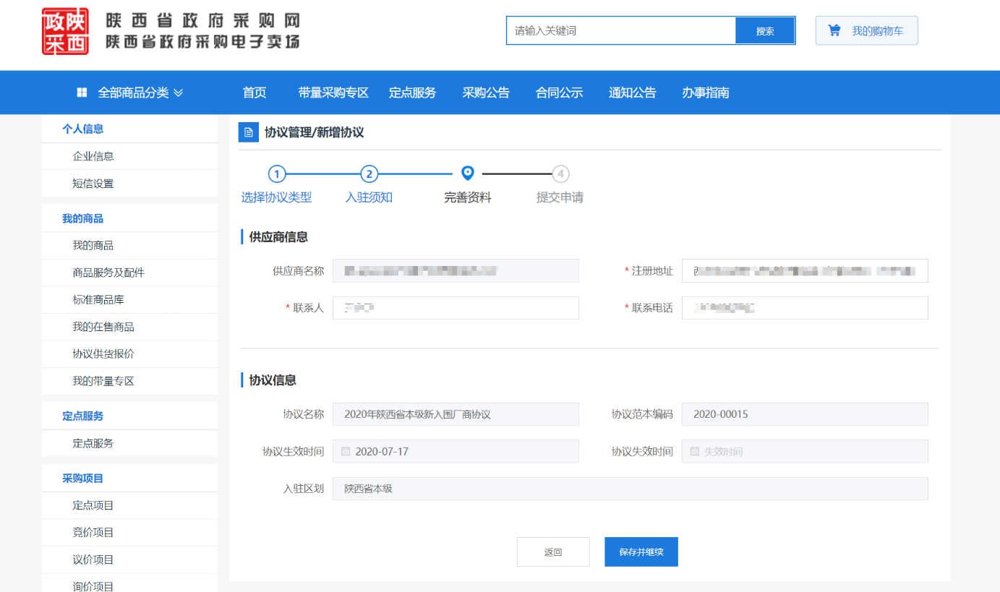 政陕
采西
陕西省政府采购网
陕西省政府采购电子卖场
请输入关键词
搜索
我的购物车
全部商品分类
首页
带量采购专区
定点服务
采购公告
合同公示
通知公告
办事指南
个人信息
企业信息
短信设置
我的商品
我的商品
商品服务及配件
标准商品库
我的在售商品
协议供货报价
我的带量专区
定点服务
定点服务
采购项目
定点项目
竞价项目
议价项目
询价项目
协议管理/新增协议
1
2
4
选择协议类型
入驻须知
完善资料
提交申请
供应商信息
供应商名称
* 注册地址
* 联系人
* 联系电话
协议信息
协议名称 2020年陕西省本级新入围厂商协议
协议范本编码 2020-00015
协议生效时间 2020-07-17
协议失效时间 失效时间
入驻区划 陕西省本级
返回
保存并继续